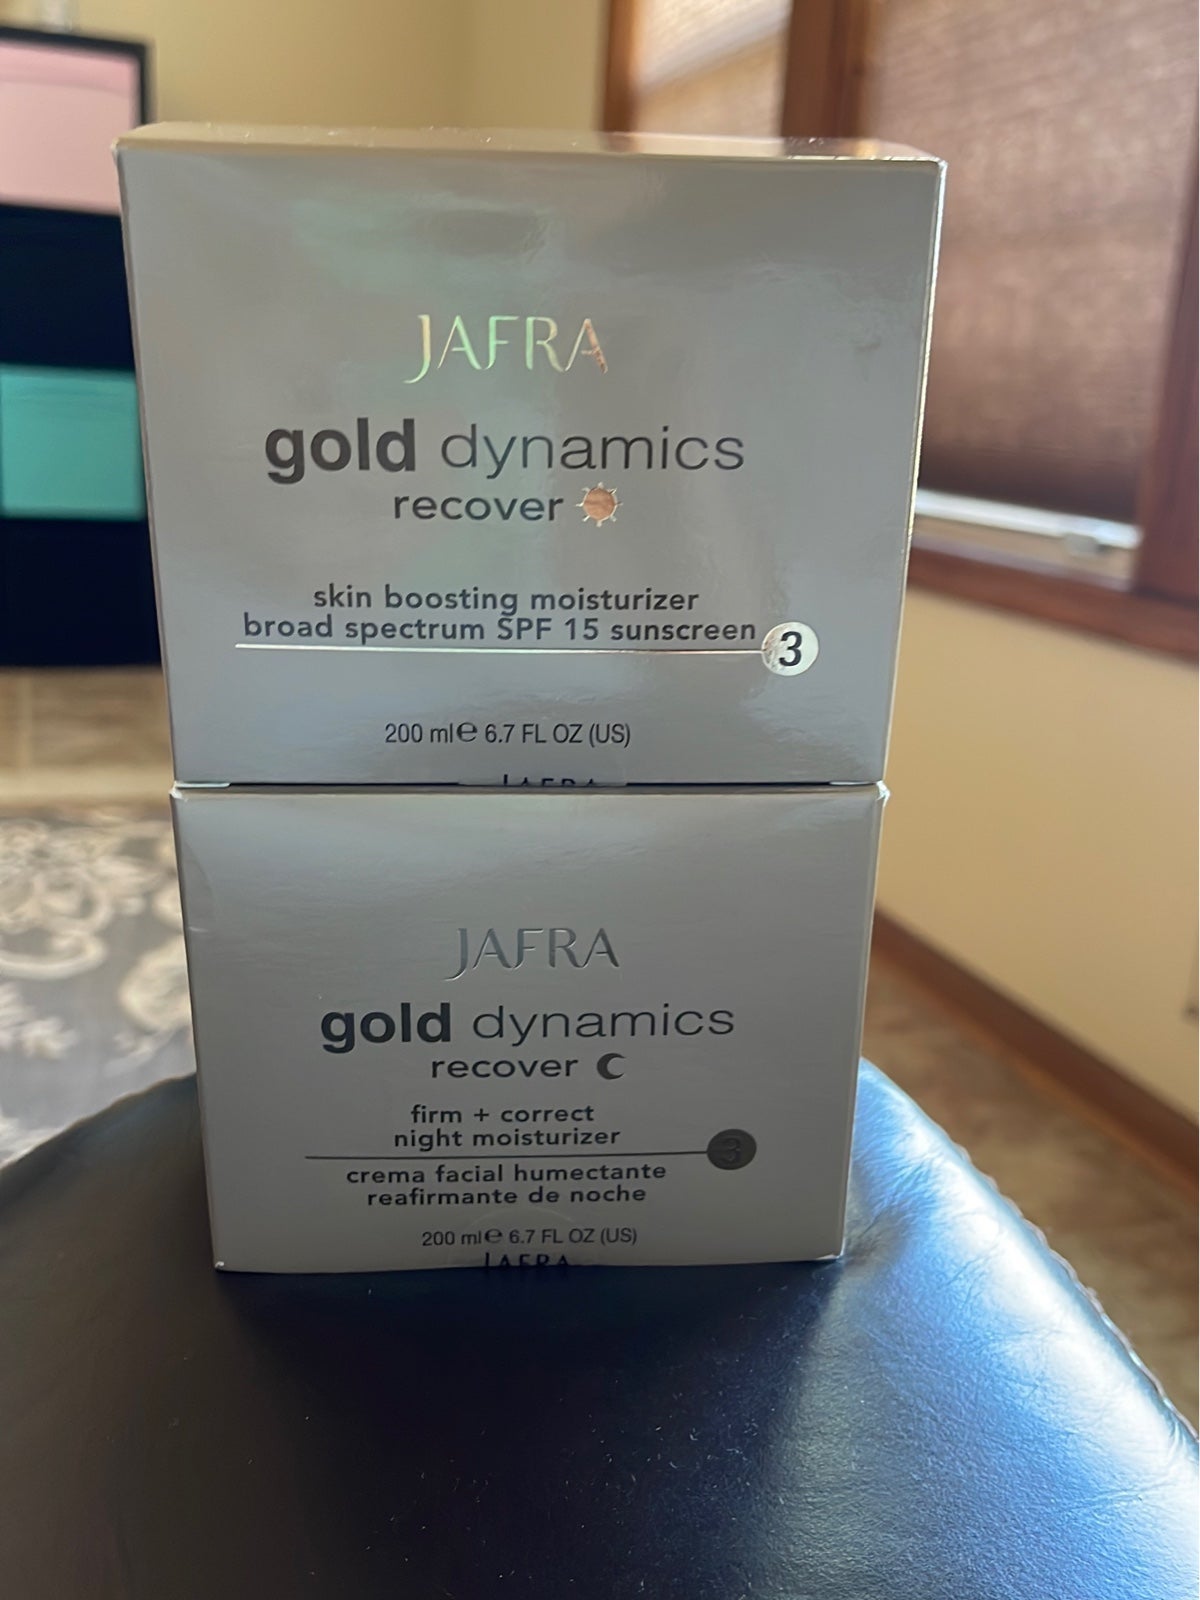 JAFRA
gold dynamics
recover
skin boosting moisturizer
broad spectrum SPF 15 sunscreen
3
200 ml℮ 6.7 FL OZ (US)
JAFRA
JAFRA
gold dynamics
recover
firm + correct
night moisturizer
3
crema facial humectante
reafirmante de noche
200 ml℮ 6.7 FL OZ (US)
JAFRA